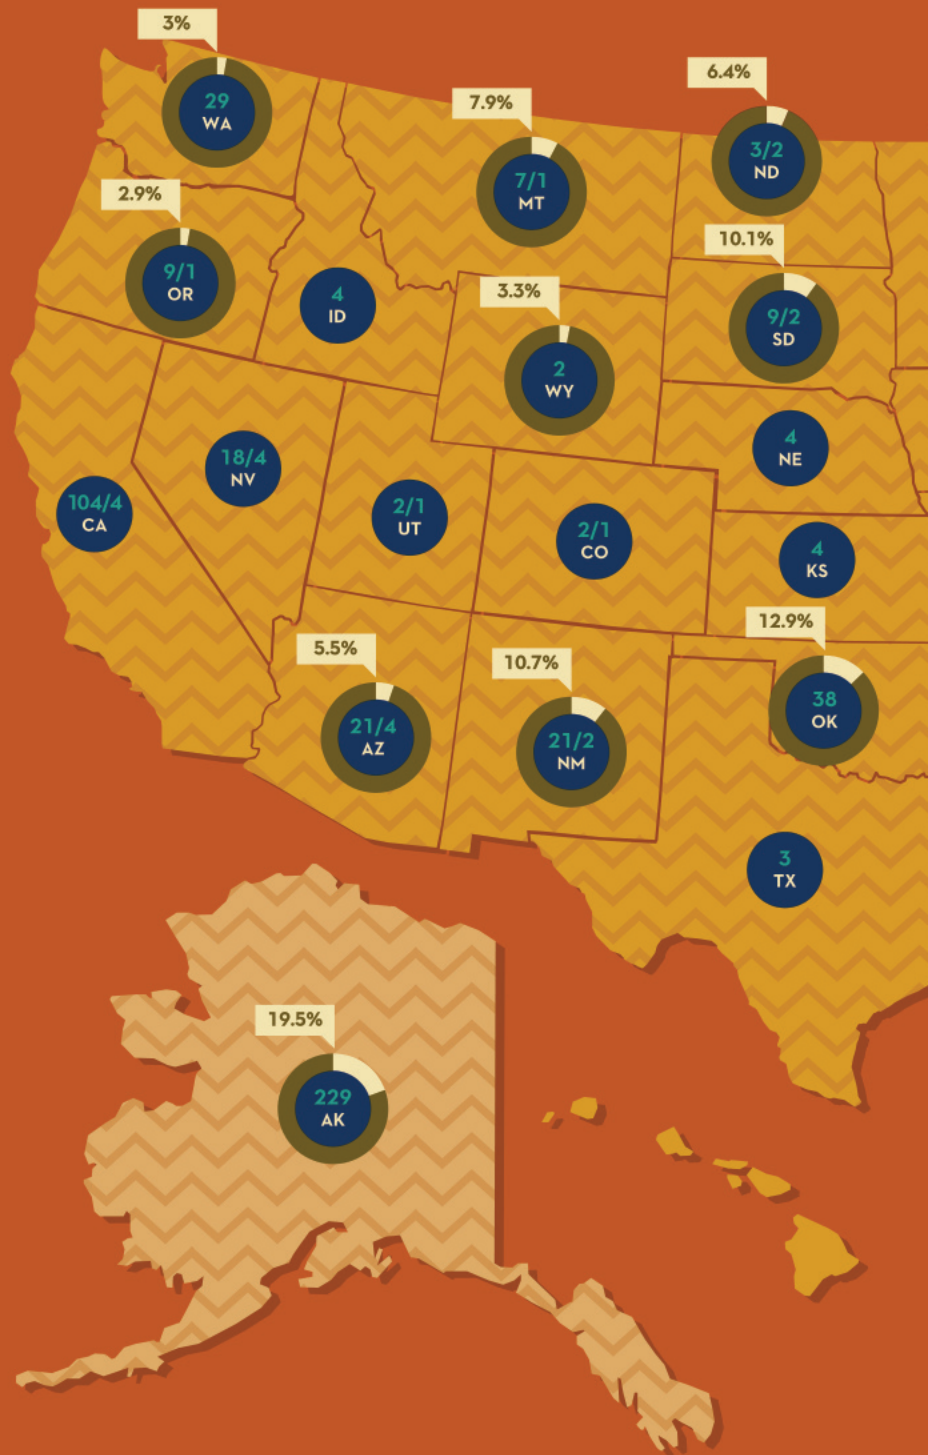 3%
29
WA
6.4%
3/2
ND
7.9%
7/1
MT
2.9%
9/1
OR
10.1%
9/2
SD
4
ID
3.3%
2
WY
4
NE
18/4
NV
104/4
CA
2/1
UT
2/1
CO
4
KS
12.9%
38
OK
5.5%
21/4
AZ
10.7%
21/2
NM
3
TX
19.5%
229
AK